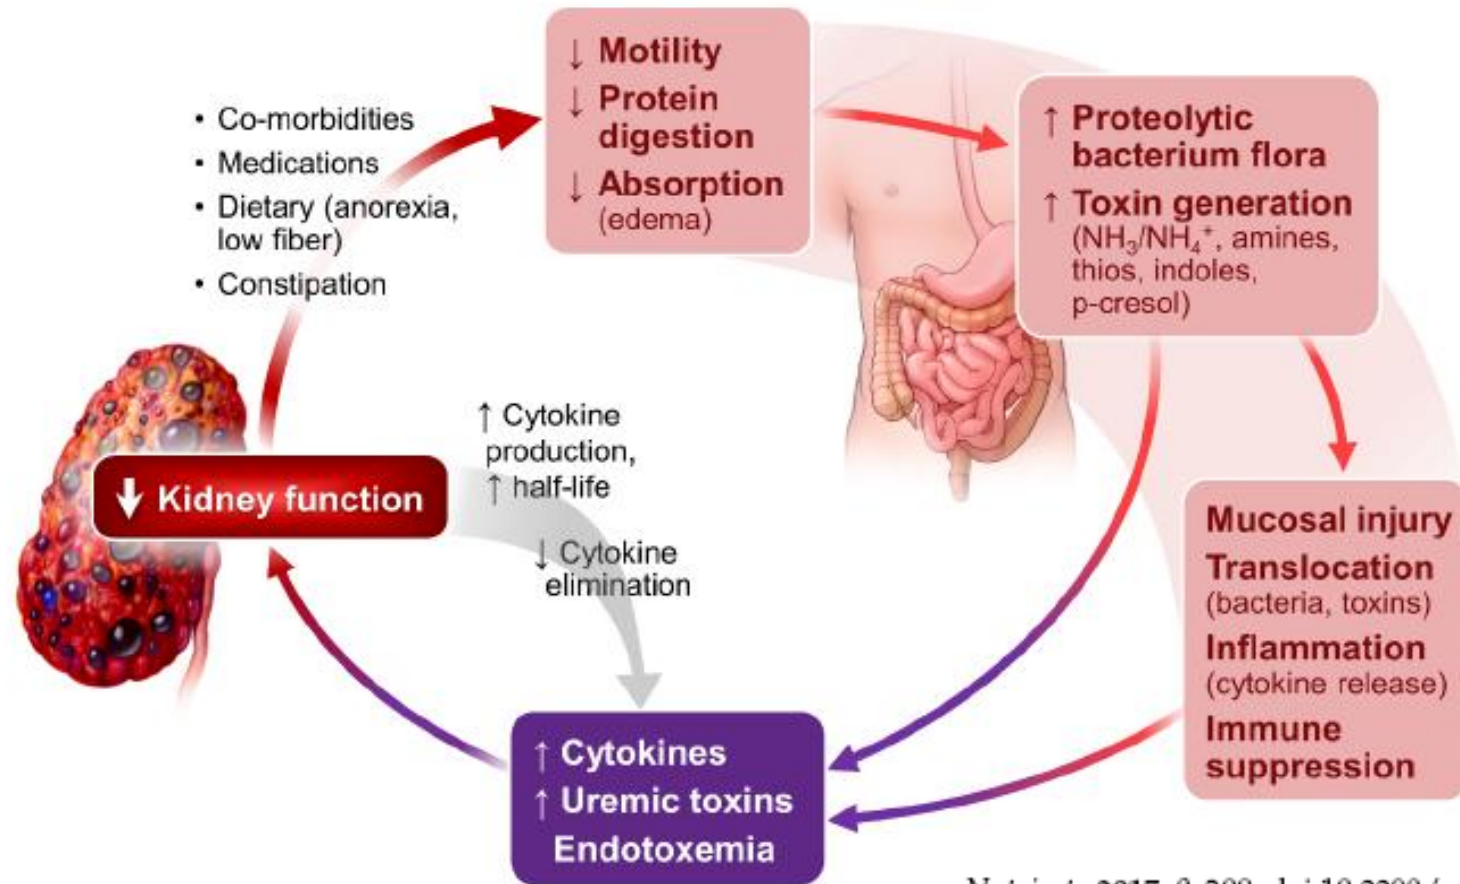 ↓ Motility
↓ Protein
digestion
↓ Absorption
(edema)
• Co-morbidities
• Medications
• Dietary (anorexia,
low fiber)
• Constipation
↑ Proteolytic
bacterium flora
↑ Toxin generation
(NH₃/NH₄⁺, amines,
thios, indoles,
p-cresol)
↓ Kidney function
↑ Cytokine
production,
↑ half-life
↓ Cytokine
elimination
Mucosal injury
Translocation
(bacteria, toxins)
Inflammation
(cytokine release)
Immune
suppression
↑ Cytokines
↑ Uremic toxins
Endotoxemia
2017